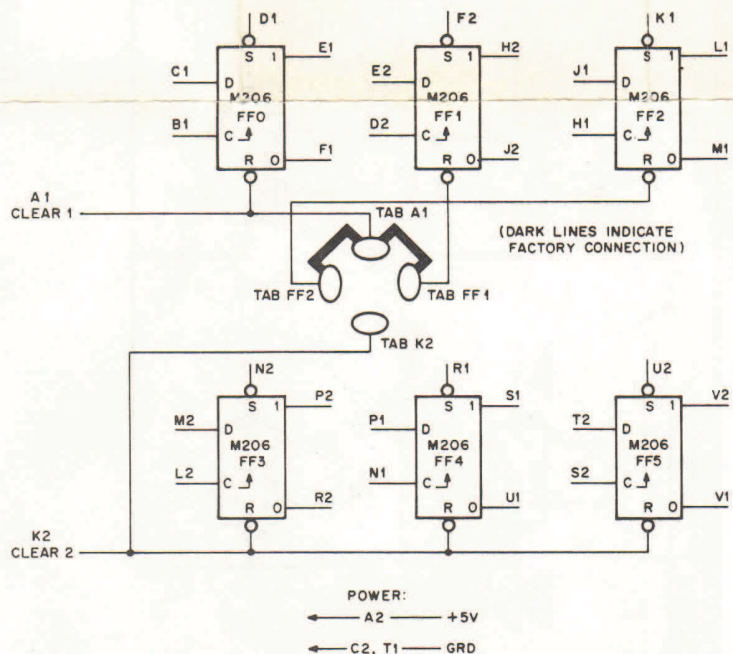 D1
F2
K1
E1
H2
L1
S 1
S 1
S 1
C1
E2
J1
D
D
D
M206
M206
M206
FF0
FF1
FF2
B1
D2
H1
C
C
C
F1
J2
M1
R 0
R 0
R 0
A1
CLEAR 1
TAB A1
(DARK LINES INDICATE
FACTORY CONNECTION)
TAB FF2
TAB FF1
TAB K2
N2
R1
U2
P2
S1
V2
S 1
S 1
S 1
M2
P1
T2
D
D
D
M206
M206
M206
FF3
FF4
FF5
L2
N1
S2
C
C
C
R2
U1
V1
R 0
R 0
R 0
K2
CLEAR 2
POWER:
A2 +5V
C2, T1 GRD